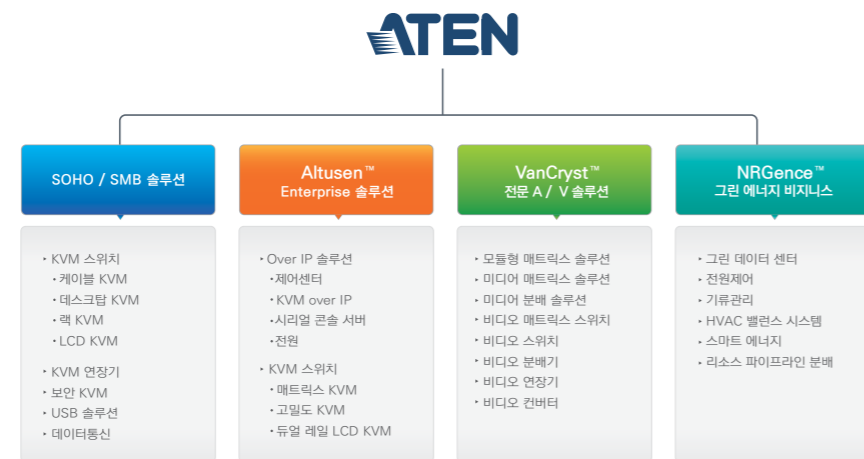 ATEN
SOHO / SMB 솔루션
• KVM 스위치
• 케이블 KVM
• 데스크탑 KVM
• 랙 KVM
• LCD KVM
• KVM 연장기
• 보안 KVM
• USB 솔루션
• 데이터통신
Altusen™
Enterprise 솔루션
• Over IP 솔루션
• 제어센터
• KVM over IP
• 시리얼 콘솔 서버
• 전원
• KVM 스위치
• 매트릭스 KVM
• 고밀도 KVM
• 듀얼 레일 LCD KVM
VanCryst™
전문 A / V 솔루션
• 모듈형 매트릭스 솔루션
• 미디어 매트릭스 솔루션
• 미디어 분배 솔루션
• 비디오 매트릭스 스위치
• 비디오 스위치
• 비디오 분배기
• 비디오 연장기
• 비디오 컨버터
NRGence™
그린 에너지 비지니스
• 그린 데이터 센터
• 전원제어
• 기류관리
• HVAC 밸런스 시스템
• 스마트 에너지
• 리소스 파이프라인 분배